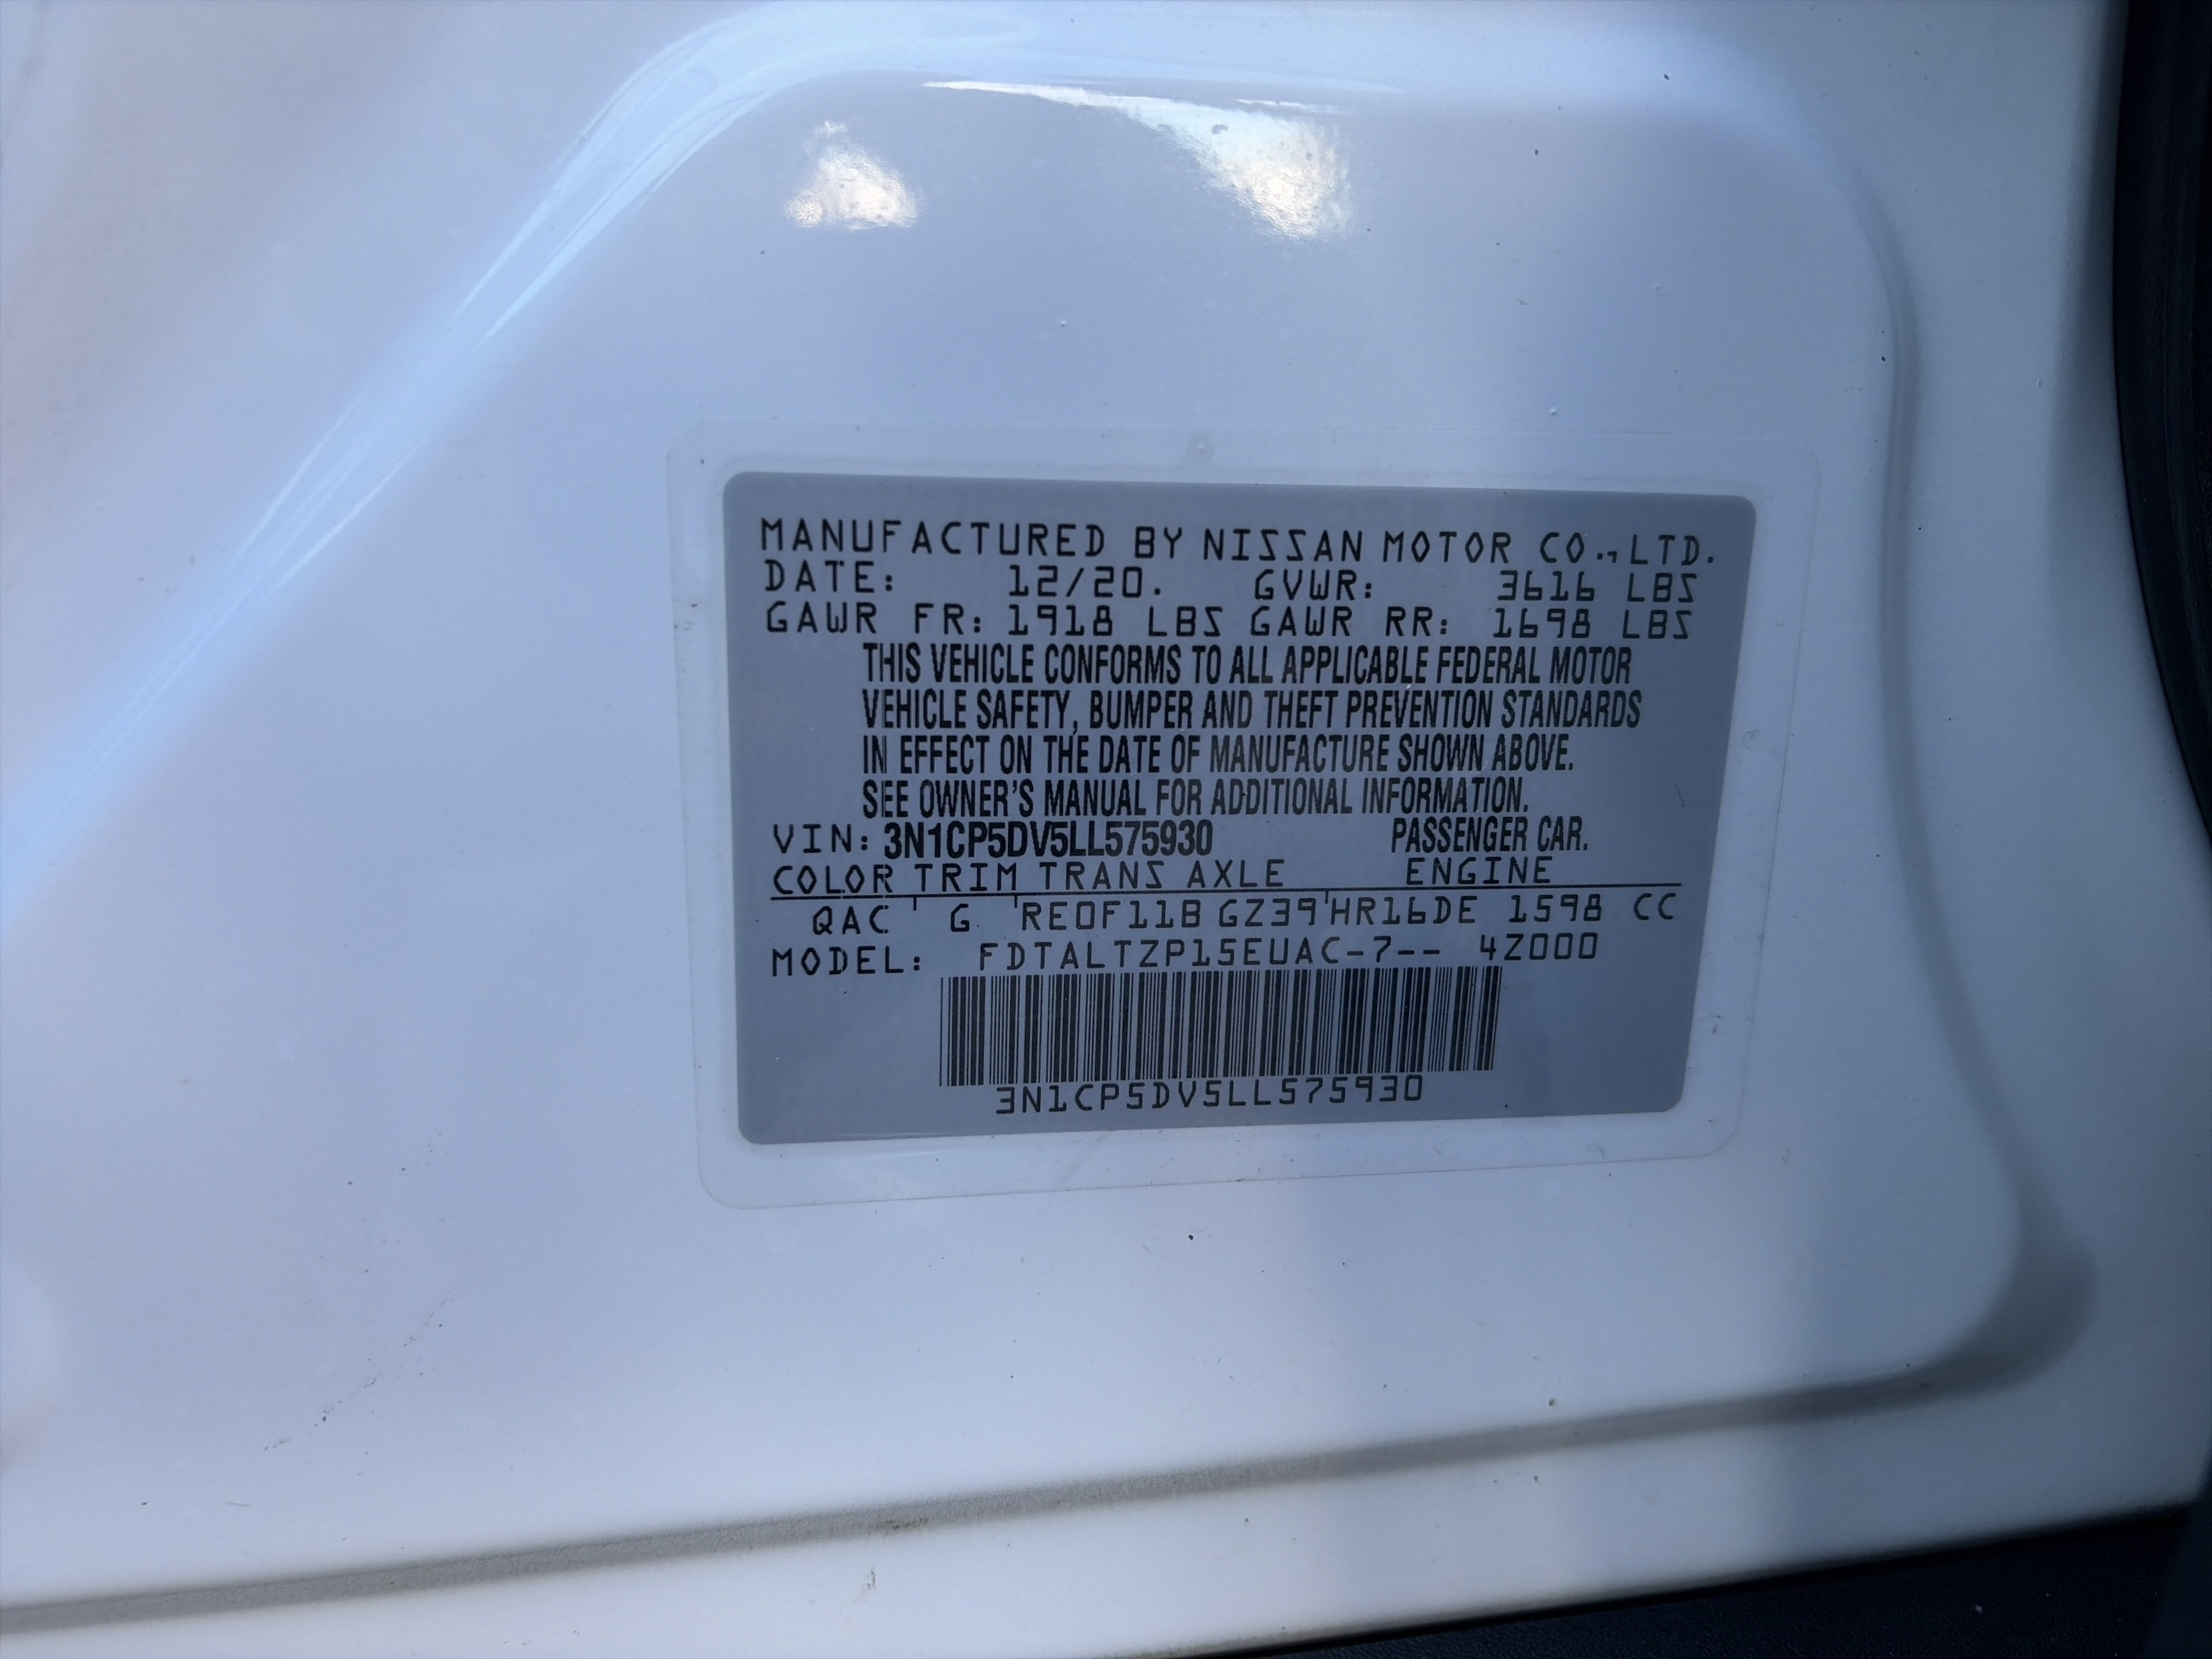 MANUFACTURED BY NISSAN MOTOR CO.,LTD.
DATE: 12/20. GVWR: 3616 LBS
GAWR FR: 1918 LBS GAWR RR: 1698 LBS
THIS VEHICLE CONFORMS TO ALL APPLICABLE FEDERAL MOTOR
VEHICLE SAFETY, BUMPER AND THEFT PREVENTION STANDARDS
IN EFFECT ON THE DATE OF MANUFACTURE SHOWN ABOVE.
SEE OWNER'S MANUAL FOR ADDITIONAL INFORMATION.
VIN: 3N1CP5DV5LL575930 PASSENGER CAR.
COLOR TRIM TRANS AXLE ENGINE
QAC G RE0F11B GZ39 HR16DE 1598 CC
MODEL: FDTALTZP15EUAC-7-- 4Z000
3N1CP5DV5LL575930